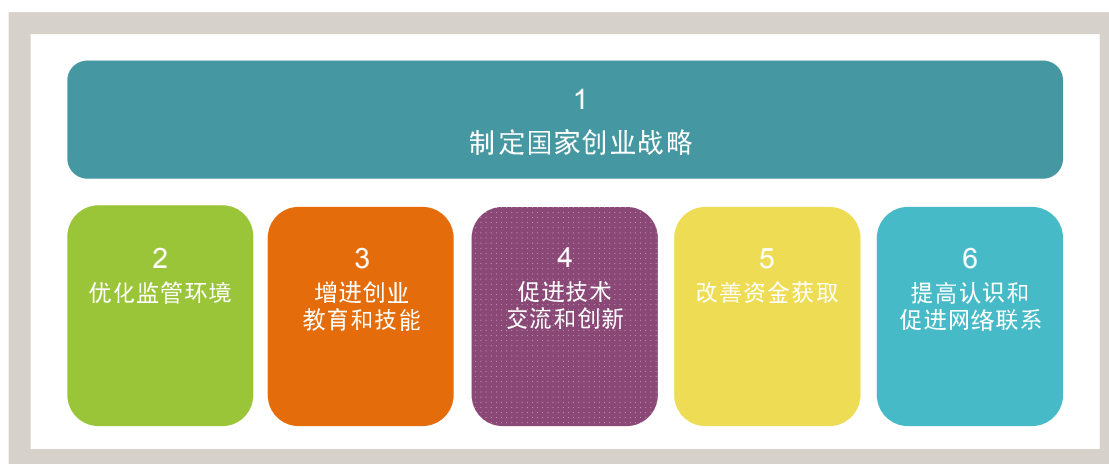 1
制定国家创业战略
2
优化监管环境
3
增进创业
教育和技能
4
促进技术
交流和创新
5
改善资金获取
6
提高认识和
促进网络联系